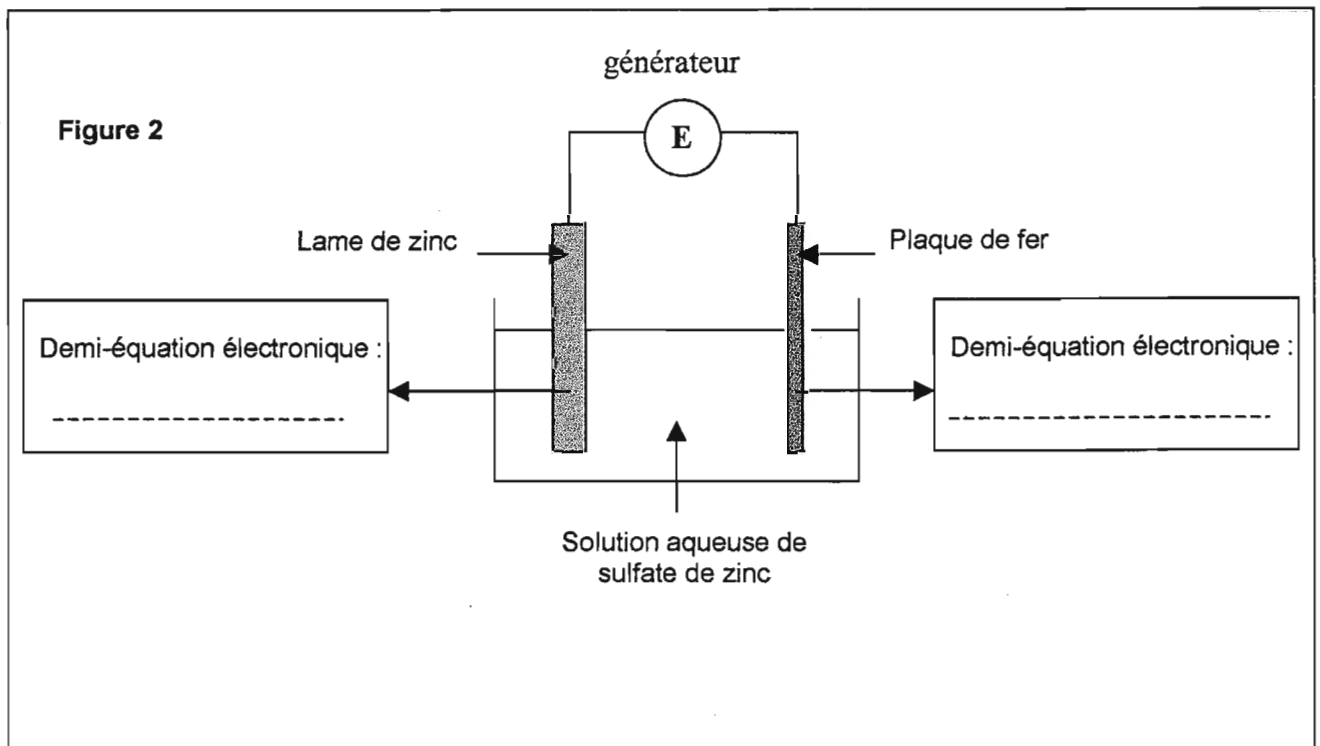 générateur
Figure 2
E
Lame de zinc
Plaque de fer
Demi-équation électronique :
Demi-équation électronique :
Solution aqueuse de
sulfate de zinc